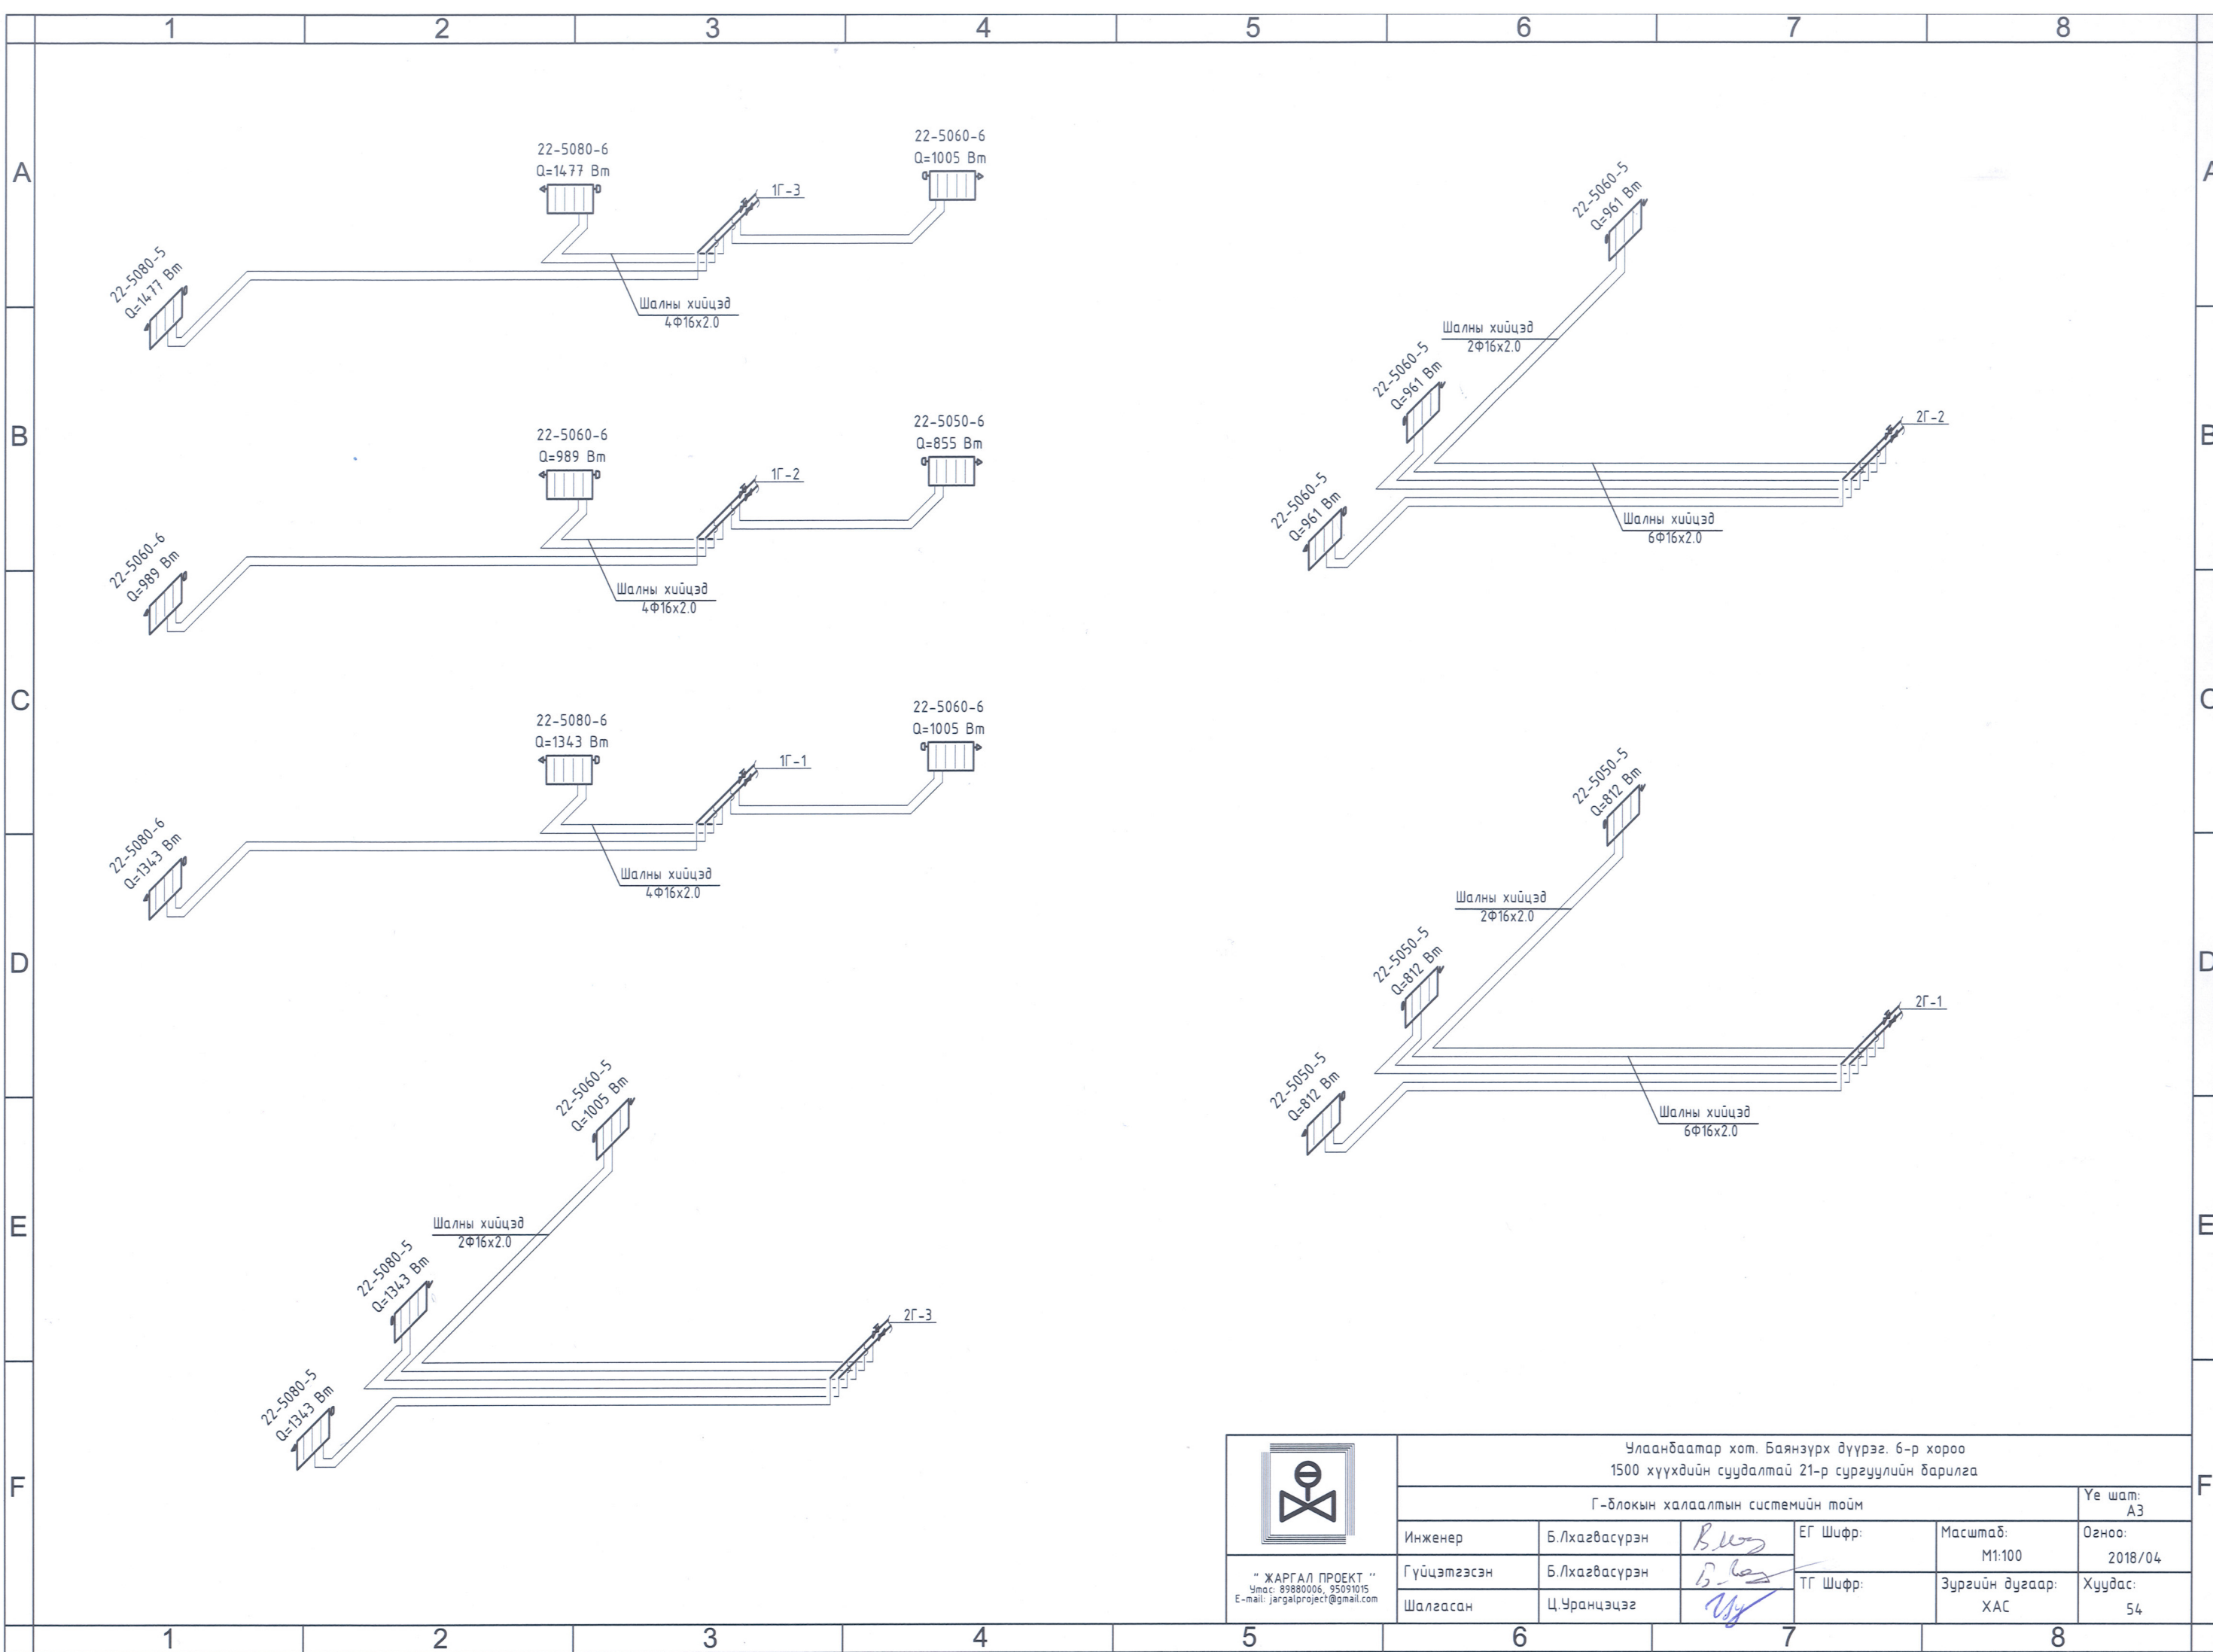 1 2 3 4 5 6 7 8
A
B
C
D
E
F
22-5080-6
Q=1477 Вт
22-5060-6
Q=1005 Вт
1Г-3
22-5080-5
Q=1477 Вт
Шалны хийцэд
4Ф16x2.0
22-5060-6
Q=989 Вт
22-5050-6
Q=855 Вт
1Г-2
22-5060-6
Q=989 Вт
Шалны хийцэд
4Ф16x2.0
22-5080-6
Q=1343 Вт
22-5060-6
Q=1005 Вт
1Г-1
22-5080-6
Q=1343 Вт
Шалны хийцэд
4Ф16x2.0
22-5060-5
Q=1005 Вт
Шалны хийцэд
2Ф16x2.0
22-5080-5
Q=1343 Вт
2Г-3
22-5080-5
Q=1343 Вт
22-5060-5
Q=961 Вт
Шалны хийцэд
2Ф16x2.0
22-5060-5
Q=961 Вт
2Г-2
22-5060-5
Q=961 Вт
Шалны хийцэд
6Ф16x2.0
22-5050-5
Q=812 Вт
Шалны хийцэд
2Ф16x2.0
22-5050-5
Q=812 Вт
2Г-1
22-5050-5
Q=812 Вт
Шалны хийцэд
6Ф16x2.0
A
B
C
D
E
F
Улаанбаатар хот. Баянзүрх дүүрэг. 6-р хороо
1500 хүүхдийн суудалтай 21-р сургуулийн барилга
Г-блокын халаалтын системийн тойм
Үе шат:
А3
Инженер
Б.Лхагвасүрэн
ЕГ Шифр:
Масштаб:
М1:100
Огноо:
2018/04
Гүйцэтгэсэн
Б.Лхагвасүрэн
ТГ Шифр:
Зургийн дугаар:
ХАС
Хуудас:
54
Шалгасан
Ц.Уранцэцэг
" ЖАРГАЛ ПРОЕКТ "
Утас: 89880006, 95091015
E-mail: jargalproject@gmail.com
1 2 3 4 5 6 7 8